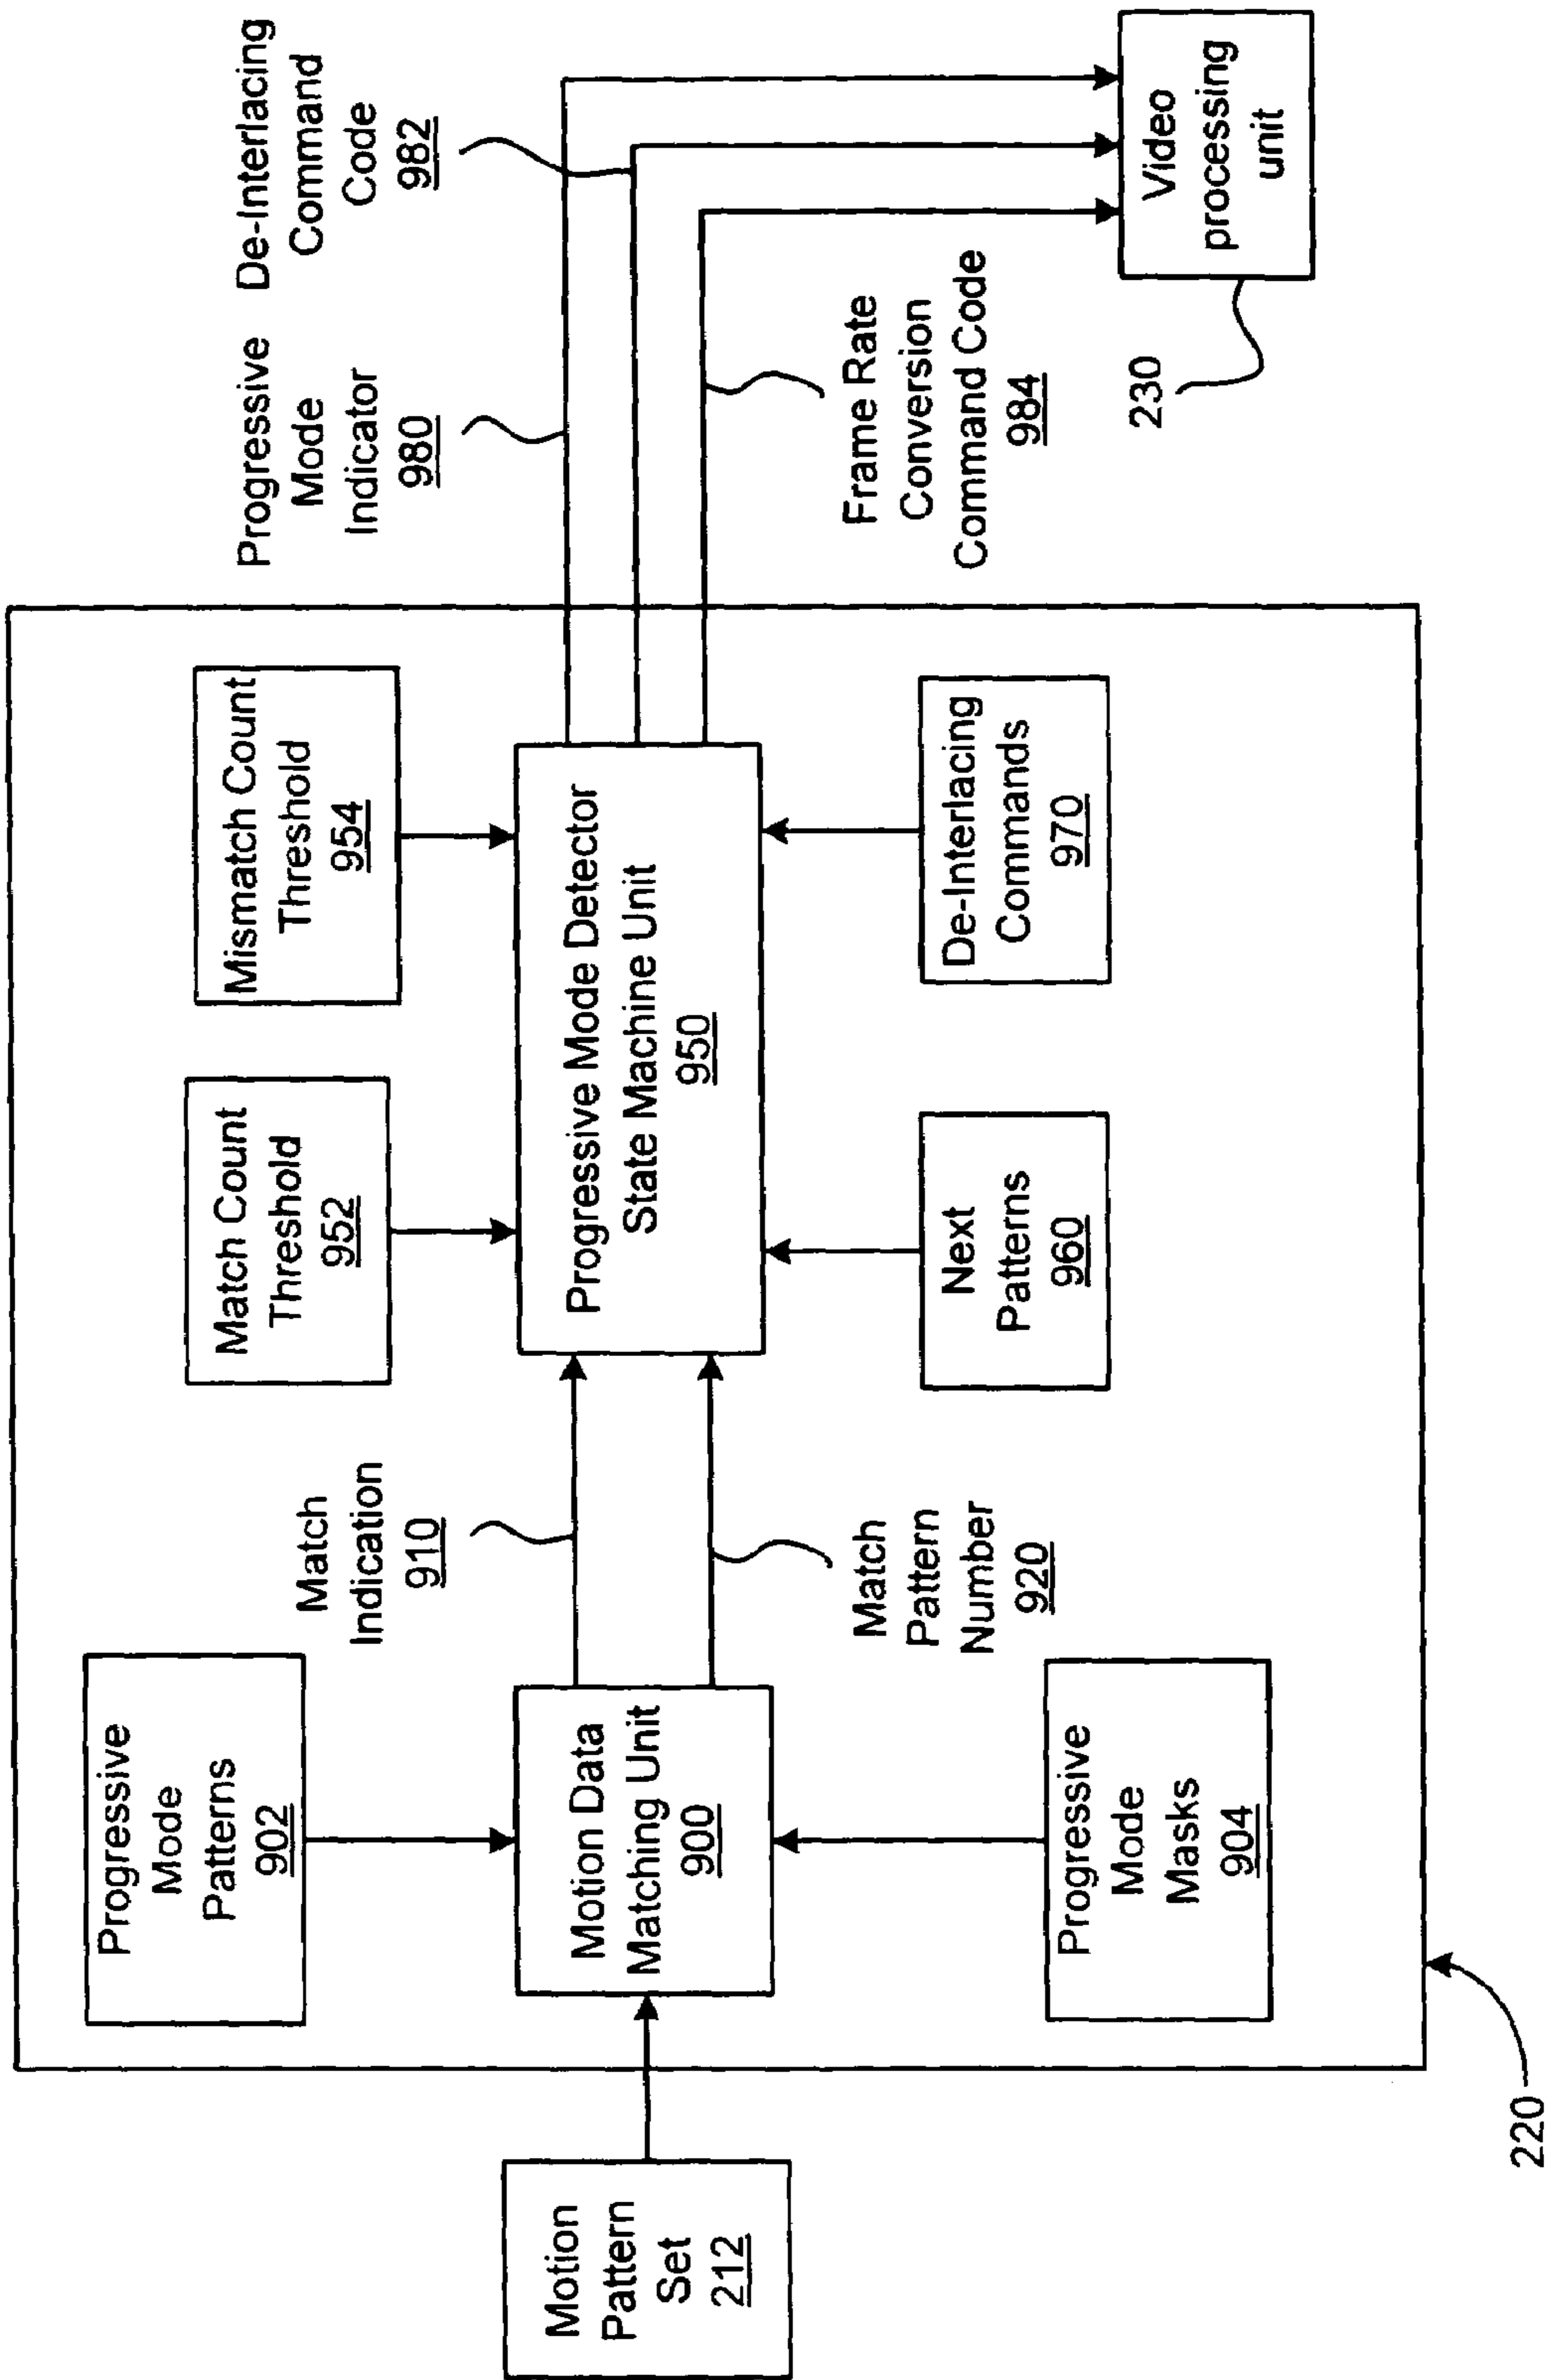 Motion
Pattern
Set
212
Progressive
Mode
Patterns
902
Motion Data
Matching Unit
900
Progressive
Mode
Masks
904
Match
Indication
910
Match
Pattern
Number
920
Match Count
Threshold
952
Mismatch Count
Threshold
954
Progressive Mode Detector
State Machine Unit
950
Next
Patterns
960
De-Interlacing
Commands
970
Progressive
Mode
Indicator
980
De-Interlacing
Command
Code
982
Frame Rate
Conversion
Command Code
984
Video
processing
unit
230
220